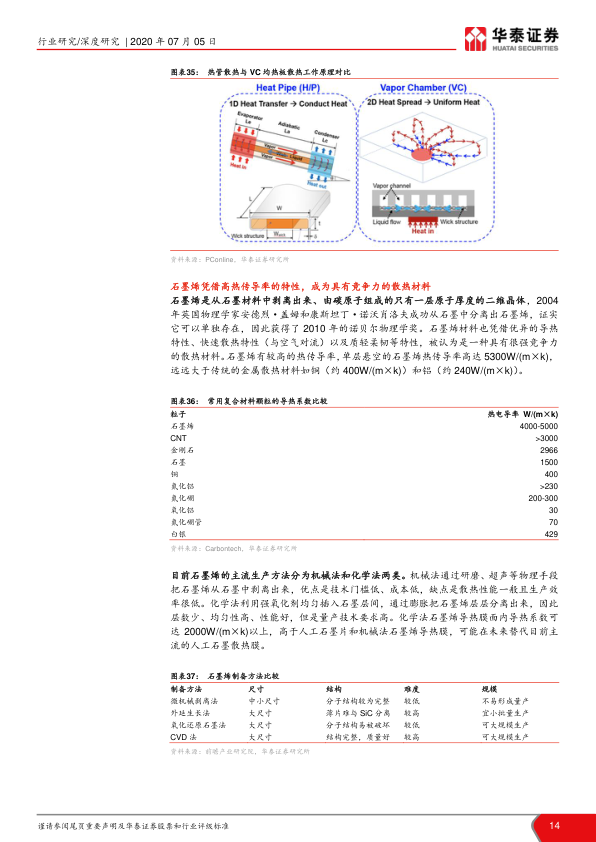 行业研究/深度研究 | 2020 年 07 月 05 日
华泰证券
HUATAI SECURITIES
图表35： 热管散热与 VC 均热板散热工作原理对比
Heat Pipe (H/P)
1D Heat Transfer → Conduct Heat
Evaporator
Le
Adiabatic
La
Condenser
Lc
Vapor
Liquid
Vapor
Heat in
Heat out
L
W
t
Wick structure
Wwick
a
Vapor Chamber (VC)
2D Heat Spread → Uniform Heat
Vapor channel
Liquid flow
Wick structure
Heat in
资料来源：PConline，华泰证券研究所
石墨烯凭借高热传导率的特性，成为具有竞争力的散热材料
石墨烯是从石墨材料中剥离出来、由碳原子组成的只有一层原子厚度的二维晶体，2004
年英国物理学家安德烈·盖姆和康斯坦丁·诺沃肖洛夫成功从石墨中分离出石墨烯，证实
它可以单独存在，因此获得了 2010 年的诺贝尔物理学奖。石墨烯材料也凭借优异的导热
特性、快速散热特性（与空气对流）以及质轻柔韧等特性，被认为是一种具有很强竞争力
的散热材料。石墨烯有较高的热传导率，单层悬空的石墨烯热传导率高达 5300W/(m×k)，
远远大于传统的金属散热材料如铜（约 400W/(m×k)）和铝（约 240W/(m×k)）。
图表36： 常用复合材料颗粒的导热系数比较
粒子 热电导率 W/(m×k)
石墨烯 4000-5000
CNT >3000
金刚石 2966
石墨 1500
铜 400
氮化铝 >230
氮化硼 200-300
氧化铝 30
氮化硼管 70
白银 429
资料来源：Carbontech，华泰证券研究所
目前石墨烯的主流生产方法分为机械法和化学法两类。机械法通过研磨、超声等物理手段
把石墨烯从石墨中剥离出来，优点是技术门槛低、成本低，缺点是散热性能一般且生产效
率很低。化学法利用强氧化剂均匀插入石墨层间，通过膨胀把石墨烯层层分离出来，因此
层数少、均匀性高、性能好，但是量产技术要求高。化学法石墨烯导热膜面内导热系数可
达 2000W/(m×k)以上，高于人工石墨片和机械法石墨烯导热膜，可能在未来替代目前主
流的人工石墨散热膜。
图表37： 石墨烯制备方法比较
制备方法 尺寸 结构 难度 规模
微机械剥离法 中小尺寸 分子结构较为完整 较低 不易形成量产
外延生长法 大尺寸 薄片难与 SiC 分离 较高 宜小批量生产
氧化还原石墨法 大尺寸 分子结构易被破坏 较低 可大规模生产
CVD 法 大尺寸 结构完整，质量好 较高 可大规模生产
资料来源：前瞻产业研究院，华泰证券研究所
谨请参阅尾页重要声明及华泰证券股票和行业评级标准
14